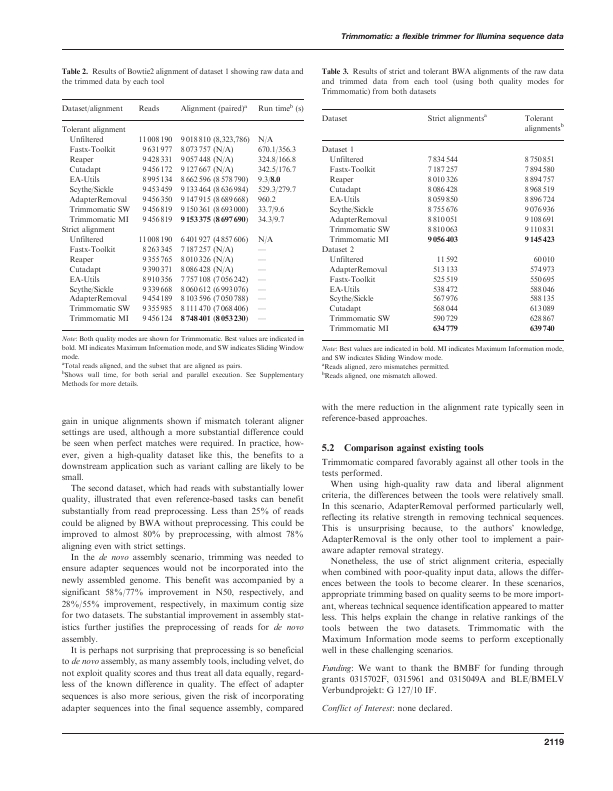 Trimmomatic: a flexible trimmer for Illumina sequence data
Table 2. Results of Bowtie2 alignment of dataset 1 showing raw data and
the trimmed data by each tool
Dataset/alignment Reads Alignment (paired)a Run timeb (s)
Tolerant alignment
Unfiltered 11 008 190 9 018 810 (8,323,786) N/A
Fastx-Toolkit 9 631 977 8 073 757 (N/A) 670.1/356.3
Reaper 9 428 331 9 057 448 (N/A) 324.8/166.8
Cutadapt 9 456 172 9 127 667 (N/A) 342.5/176.7
EA-Utils 8 995 134 8 662 596 (8 578 790) 9.3/8.0
Scythe/Sickle 9 453 459 9 133 464 (8 636 984) 529.3/279.7
AdapterRemoval 9 456 350 9 147 915 (8 689 668) 960.2
Trimmomatic SW 9 456 819 9 150 361 (8 693 000) 33.7/9.6
Trimmomatic MI 9 456 819 9 153 375 (8 697 690) 34.3/9.7
Strict alignment
Unfiltered 11 008 190 6 401 927 (4 857 606) N/A
Fastx-Toolkit 8 263 345 7 187 257 (N/A) —
Reaper 9 355 765 8 010 326 (N/A) —
Cutadapt 9 390 371 8 086 428 (N/A) —
EA-Utils 8 910 356 7 757 108 (7 056 242) —
Scythe/Sickle 9 339 668 8 060 612 (6 993 076) —
AdapterRemoval 9 454 189 8 103 596 (7 050 788) —
Trimmomatic SW 9 355 985 8 111 470 (7 068 406) —
Trimmomatic MI 9 456 124 8 748 401 (8 053 230) —
Note: Both quality modes are shown for Trimmomatic. Best values are indicated in
bold. MI indicates Maximum Information mode, and SW indicates Sliding Window
mode.
aTotal reads aligned, and the subset that are aligned as pairs.
bShows wall time, for both serial and parallel execution. See Supplementary
Methods for more details.
gain in unique alignments shown if mismatch tolerant aligner
settings are used, although a more substantial difference could
be seen when perfect matches were required. In practice, how-
ever, given a high-quality dataset like this, the benefits to a
downstream application such as variant calling are likely to be
small.
The second dataset, which had reads with substantially lower
quality, illustrated that even reference-based tasks can benefit
substantially from read preprocessing. Less than 25% of reads
could be aligned by BWA without preprocessing. This could be
improved to almost 80% by preprocessing, with almost 78%
aligning even with strict settings.
In the de novo assembly scenario, trimming was needed to
ensure adapter sequences would not be incorporated into the
newly assembled genome. This benefit was accompanied by a
significant 58%/77% improvement in N50, respectively, and
28%/55% improvement, respectively, in maximum contig size
for two datasets. The substantial improvement in assembly stat-
istics further justifies the preprocessing of reads for de novo
assembly.
It is perhaps not surprising that preprocessing is so beneficial
to de novo assembly, as many assembly tools, including velvet, do
not exploit quality scores and thus treat all data equally, regard-
less of the known difference in quality. The effect of adapter
sequences is also more serious, given the risk of incorporating
adapter sequences into the final sequence assembly, compared
Table 3. Results of strict and tolerant BWA alignments of the raw data
and trimmed data from each tool (using both quality modes for
Trimmomatic) from both datasets
Dataset Strict alignmentsa Tolerant
alignmentsb
Dataset 1
Unfiltered 7 834 544 8 750 851
Fastx-Toolkit 7 187 257 7 894 580
Reaper 8 010 326 8 894 757
Cutadapt 8 086 428 8 968 519
EA-Utils 8 059 850 8 896 724
Scythe/Sickle 8 755 676 9 076 936
AdapterRemoval 8 810 051 9 108 691
Trimmomatic SW 8 810 063 9 110 831
Trimmomatic MI 9 056 403 9 145 423
Dataset 2
Unfiltered 11 592 60 010
AdapterRemoval 513 133 574 973
Fastx-Toolkit 525 519 550 695
EA-Utils 538 472 588 046
Scythe/Sickle 567 976 588 135
Cutadapt 568 044 613 089
Trimmomatic SW 590 729 628 867
Trimmomatic MI 634 779 639 740
Note: Best values are indicated in bold. MI indicates Maximum Information mode,
and SW indicates Sliding Window mode.
aReads aligned, zero mismatches permitted.
bReads aligned, one mismatch allowed.
with the mere reduction in the alignment rate typically seen in
reference-based approaches.
5.2 Comparison against existing tools
Trimmomatic compared favorably against all other tools in the
tests performed.
When using high-quality raw data and liberal alignment
criteria, the differences between the tools were relatively small.
In this scenario, AdapterRemoval performed particularly well,
reflecting its relative strength in removing technical sequences.
This is unsurprising because, to the authors' knowledge,
AdapterRemoval is the only other tool to implement a pair-
aware adapter removal strategy.
Nonetheless, the use of strict alignment criteria, especially
when combined with poor-quality input data, allows the differ-
ences between the tools to become clearer. In these scenarios,
appropriate trimming based on quality seems to be more import-
ant, whereas technical sequence identification appeared to matter
less. This helps explain the change in relative rankings of the
tools between the two datasets. Trimmomatic with the
Maximum Information mode seems to perform exceptionally
well in these challenging scenarios.
Funding: We want to thank the BMBF for funding through
grants 0315702F, 0315961 and 0315049A and BLE/BMELV
Verbundprojekt: G 127/10 IF.
Conflict of Interest: none declared.
2119